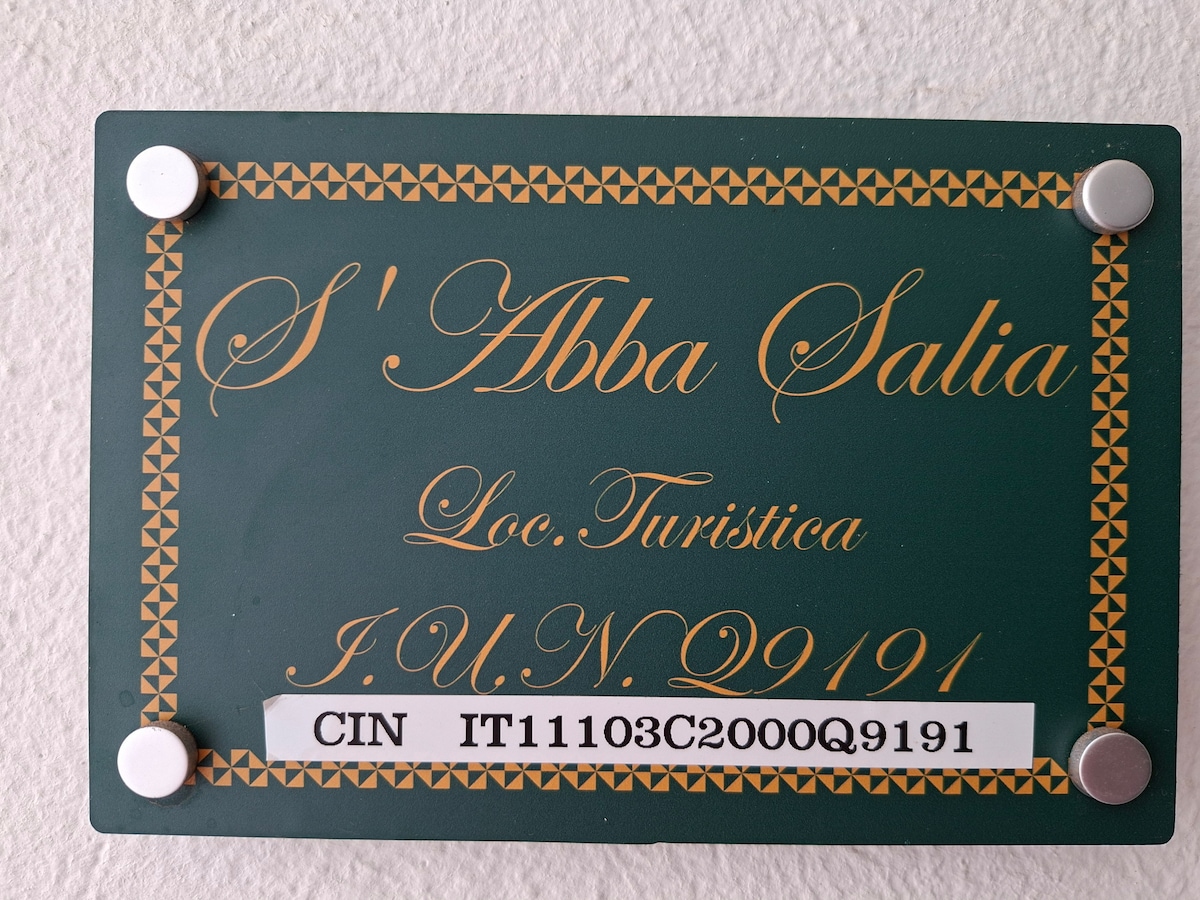 S'Abba Salia
Loc. Turistica
I.U.N. Q9191
CIN IT11103C2000Q9191